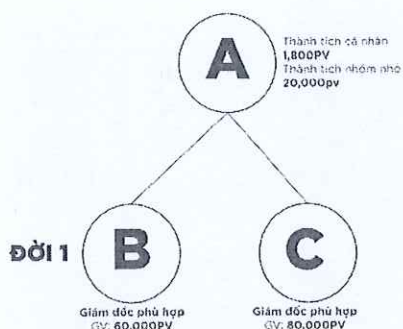 A
Thành tích cá nhân
1,800PV
Thành tích nhóm nhỏ
20,000pv
ĐỜI 1
B
C
Giám đốc phù hợp
GV: 60,000PV
Giám đốc phù hợp
GV: 80,000PV